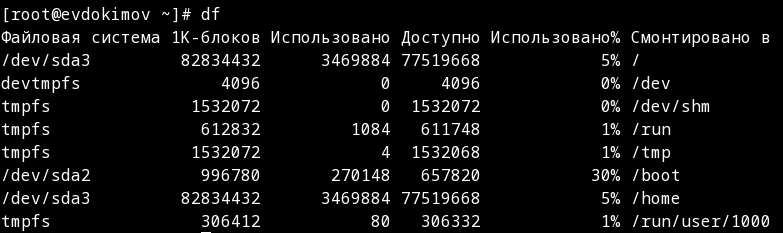 [root@evdokimov ~]# df
Файловая система 1K-блоков Использовано Доступно Использовано% Смонтировано в
/dev/sda3 82834432 3469884 77519668 5% /
devtmpfs 4096 0 4096 0% /dev
tmpfs 1532072 0 1532072 0% /dev/shm
tmpfs 612832 1084 611748 1% /run
tmpfs 1532072 4 1532068 1% /tmp
/dev/sda2 996780 270148 657820 30% /boot
/dev/sda3 82834432 3469884 77519668 5% /home
tmpfs 306412 80 306332 1% /run/user/1000